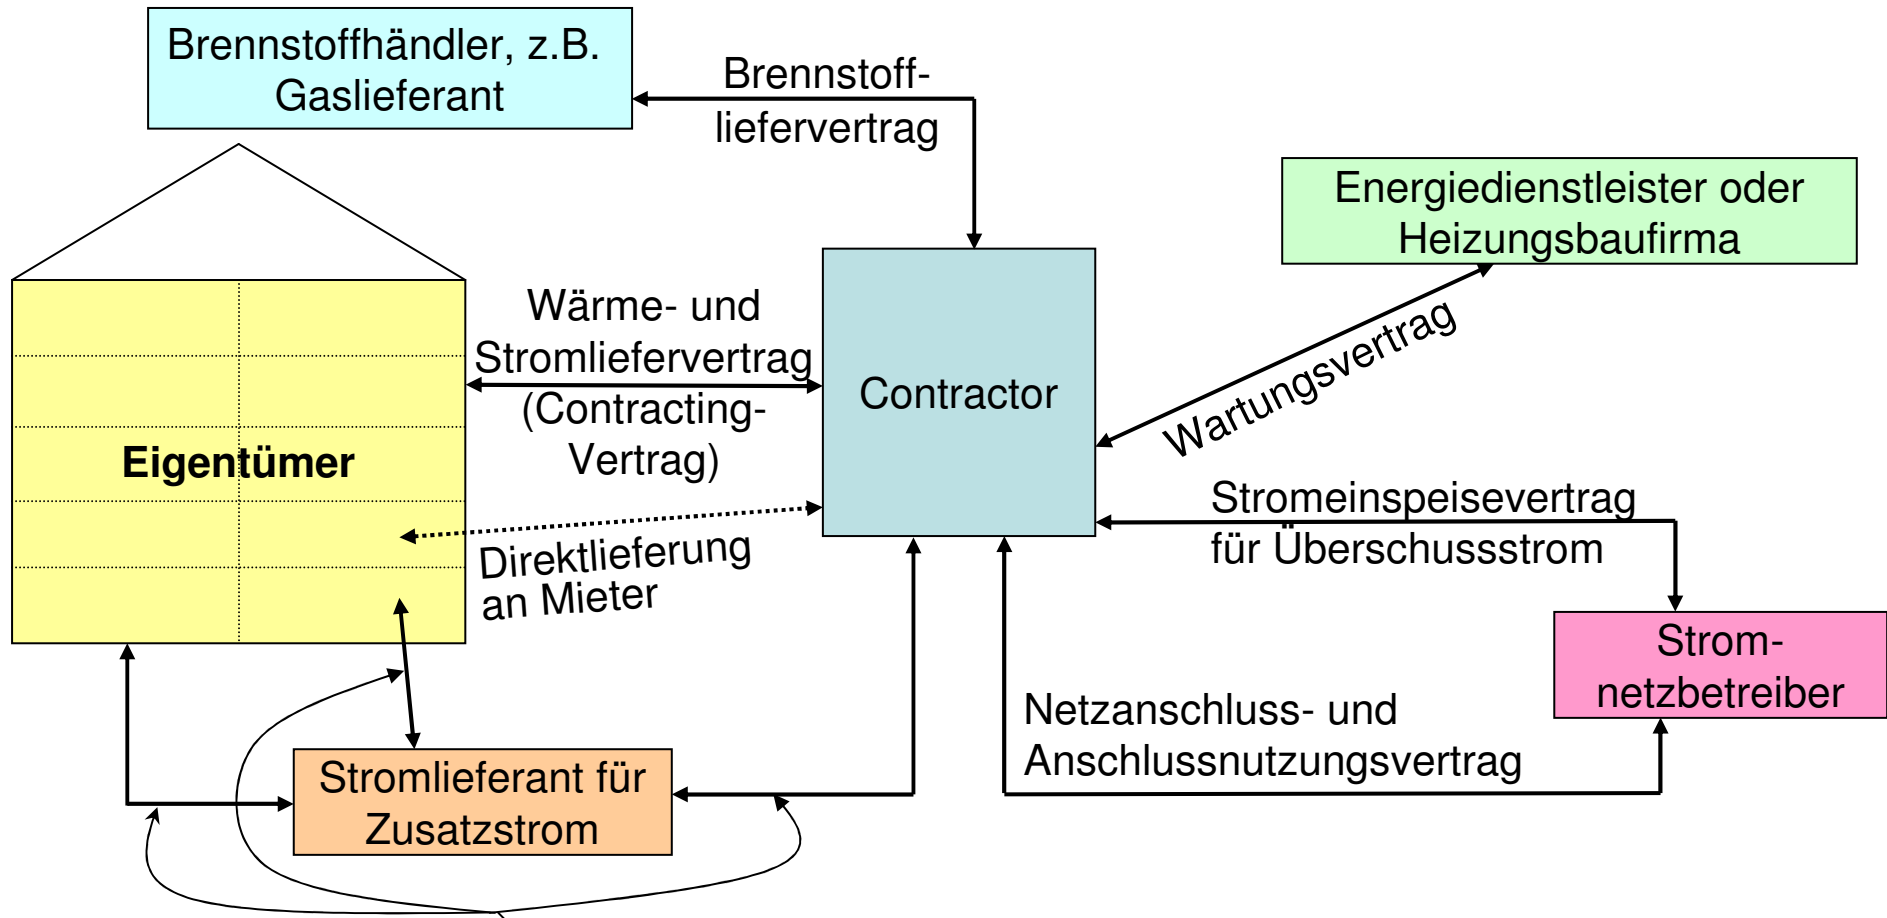 Brennstoffhändler, z.B.
Gaslieferant
Brennstoff-
liefervertrag
Energiedienstleister oder
Heizungsbaufirma
Wärme- und
Stromliefervertrag
(Contracting-
Vertrag)
Contractor
Wartungsvertrag
Eigentümer
Stromeinspeisevertrag
für Überschussstrom
Direktlieferung
an Mieter
Strom-
netzbetreiber
Netzanschluss- und
Anschlussnutzungsvertrag
Stromlieferant für
Zusatzstrom